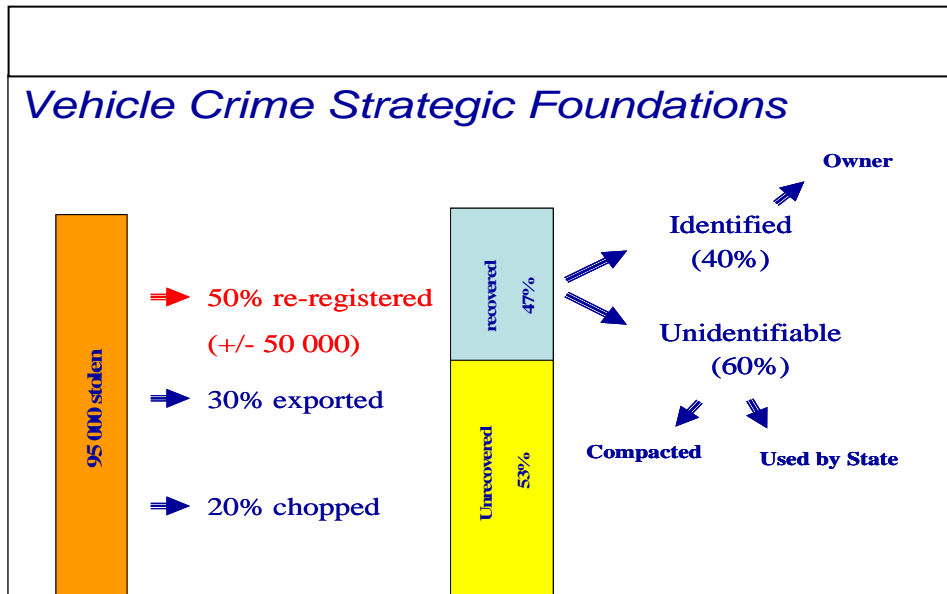 Vehicle Crime Strategic Foundations
95 000 stolen
50% re-registered
(+/- 50 000)
30% exported
20% chopped
recovered
47%
Unrecovered
53%
Owner
Identified
(40%)
Unidentifiable
(60%)
Compacted
Used by State